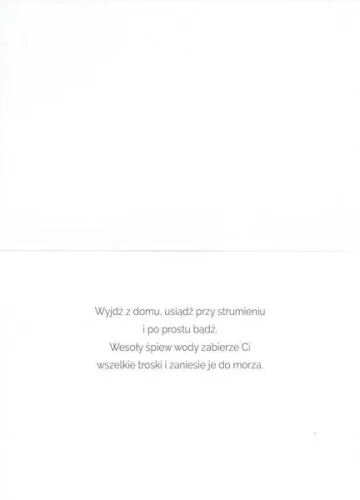 Wyjdź z domu, usiądź przy strumieniu
i po prostu bądź.
Wesoły śpiew wody zabierze Ci
wszelkie troski i zaniesie je do morza.